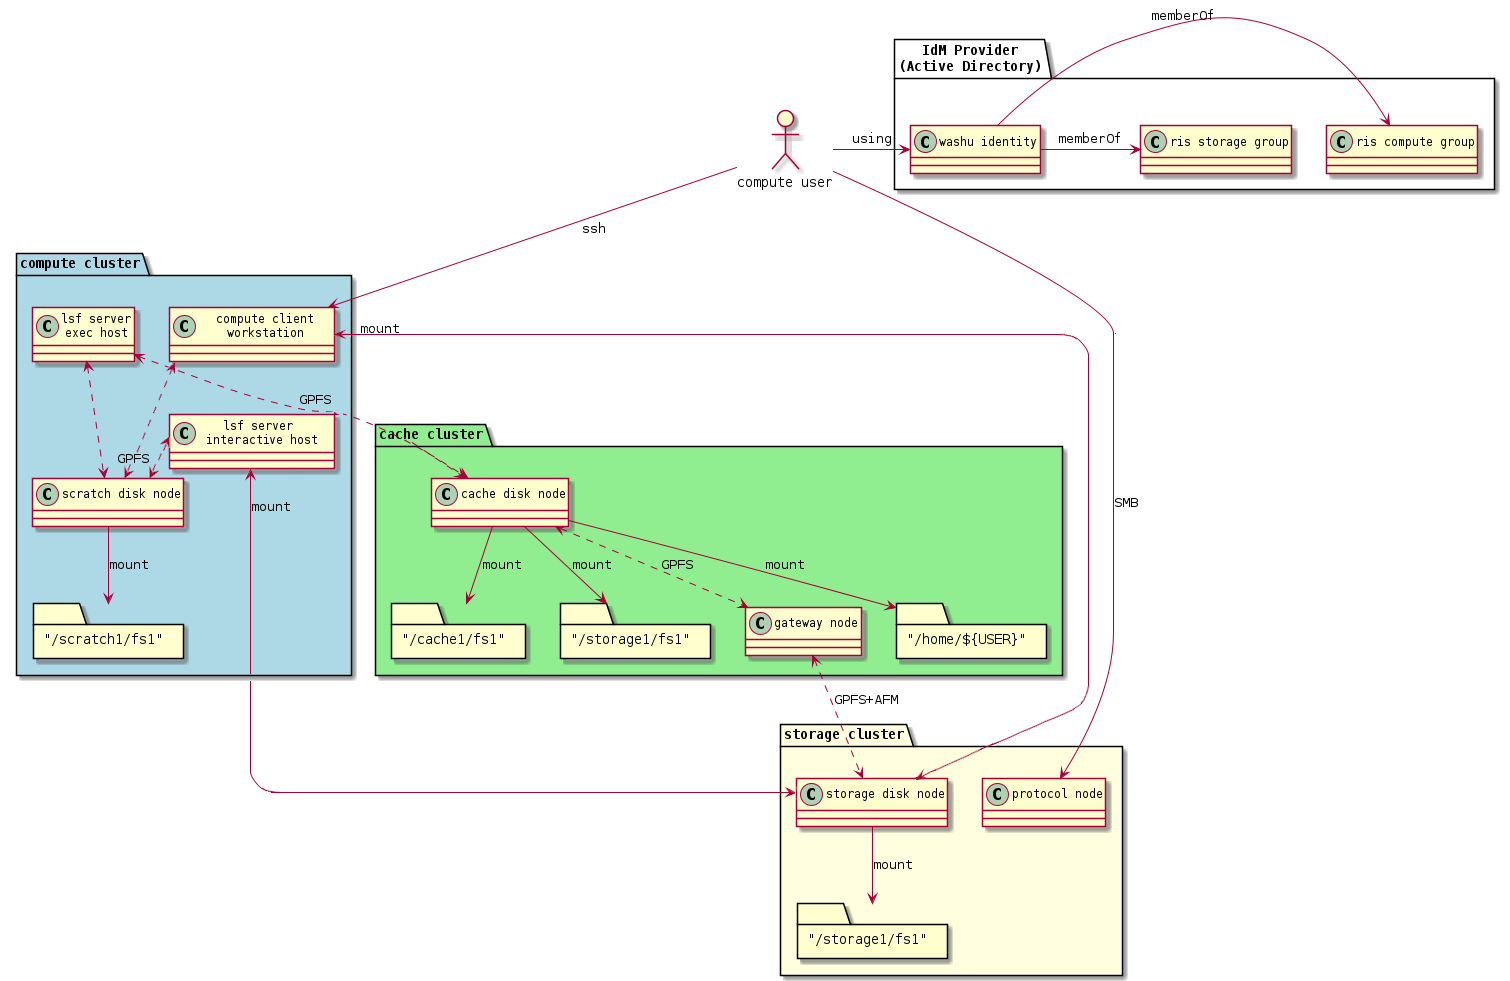 memberOf
IdM Provider
(Active Directory)
using
C washu identity
memberOf
C ris storage group
C ris compute group
compute user
ssh
compute cluster
C lsf server
exec host
C compute client
workstation
mount
GPFS
C lsf server
interactive host
cache cluster
GPFS
C scratch disk node
C cache disk node
mount
SMB
mount
mount
mount
GPFS
mount
"/scratch1/fs1"
"/cache1/fs1"
"/storage1/fs1"
C gateway node
"/home/${USER}"
GPFS+AFM
storage cluster
C storage disk node
C protocol node
mount
"/storage1/fs1"